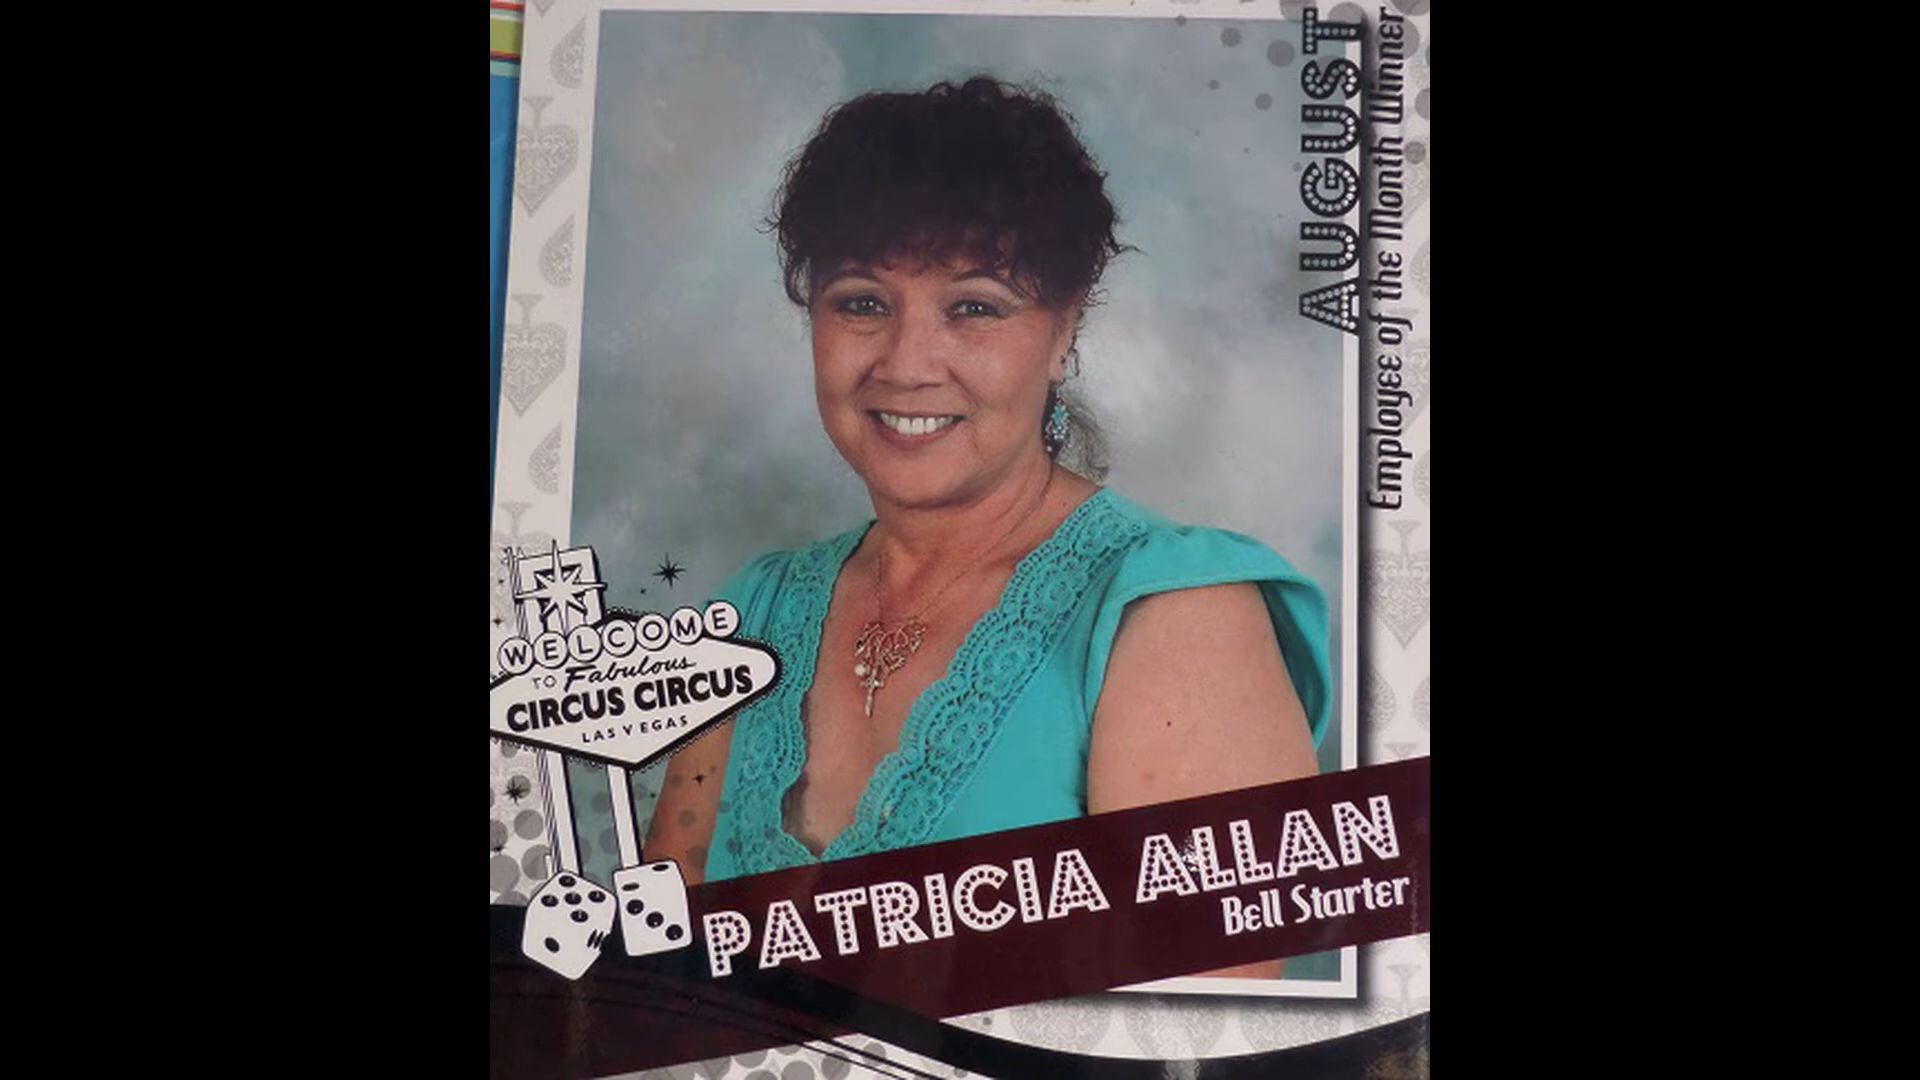 AUGUST
Employee of the Month Winner
WELCOME
TO Fabulous
CIRCUS CIRCUS
LAS VEGAS
PATRICIA ALLAN
Bell Starter